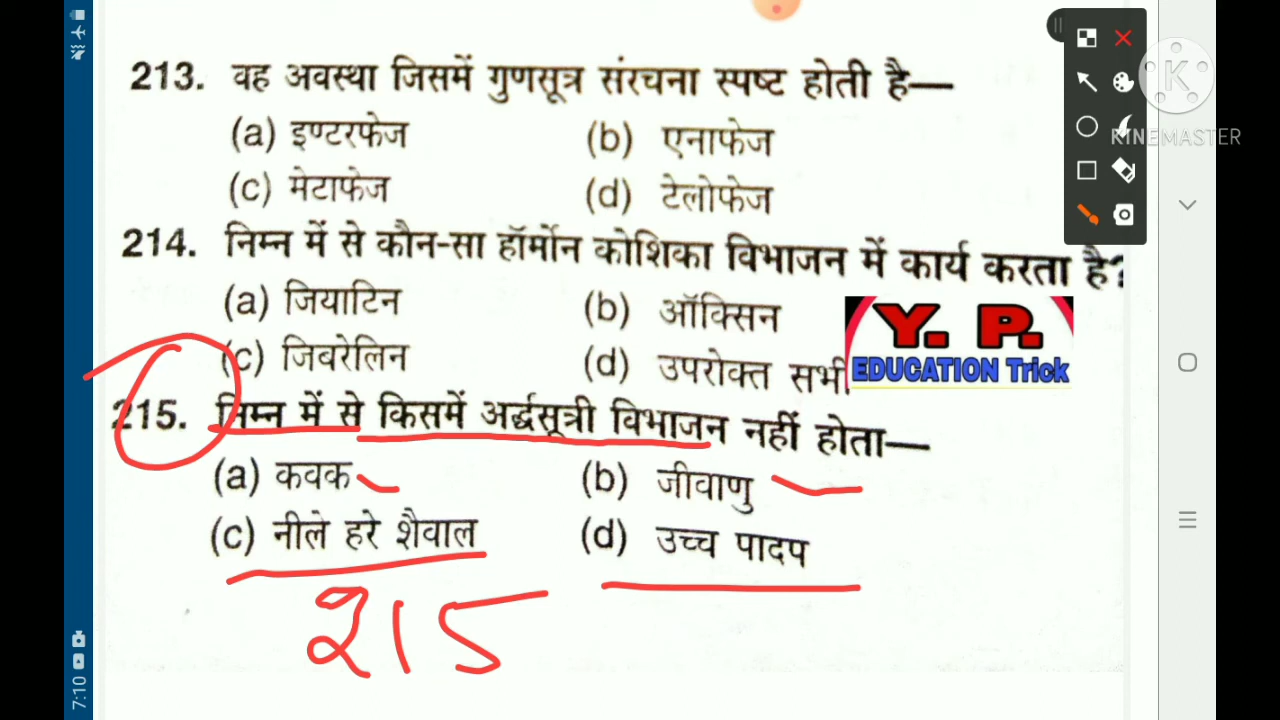 213. वह अवस्था जिसमें गुणसूत्र संरचना स्पष्ट होती है—
(a) इण्टरफेज (b) एनाफेज
(c) मेटाफेज (d) टेलोफेज
KINEMASTER
214. निम्न में से कौन-सा हॉर्मोन कोशिका विभाजन में कार्य करता है?
(a) जियाटिन (b) ऑक्सिन
(c) जिबरेलिन (d) उपरोक्त सभी
Y. P.
EDUCATION Trick
215. निम्न में से किसमें अर्द्धसूत्री विभाजन नहीं होता—
(a) कवक (b) जीवाणु
(c) नीले हरे शैवाल (d) उच्च पादप
215
7:10